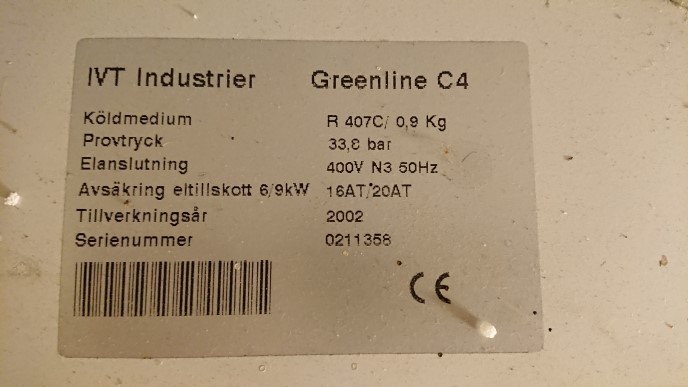 IVT Industrier Greenline C4
Köldmedium R 407C/ 0,9 Kg
Provtryck 33,8 bar
Elanslutning 400V N3 50Hz
Avsäkring eltillskott 6/9kW 16AT/20AT
Tillverkningsår 2002
Serienummer 0211358
CE